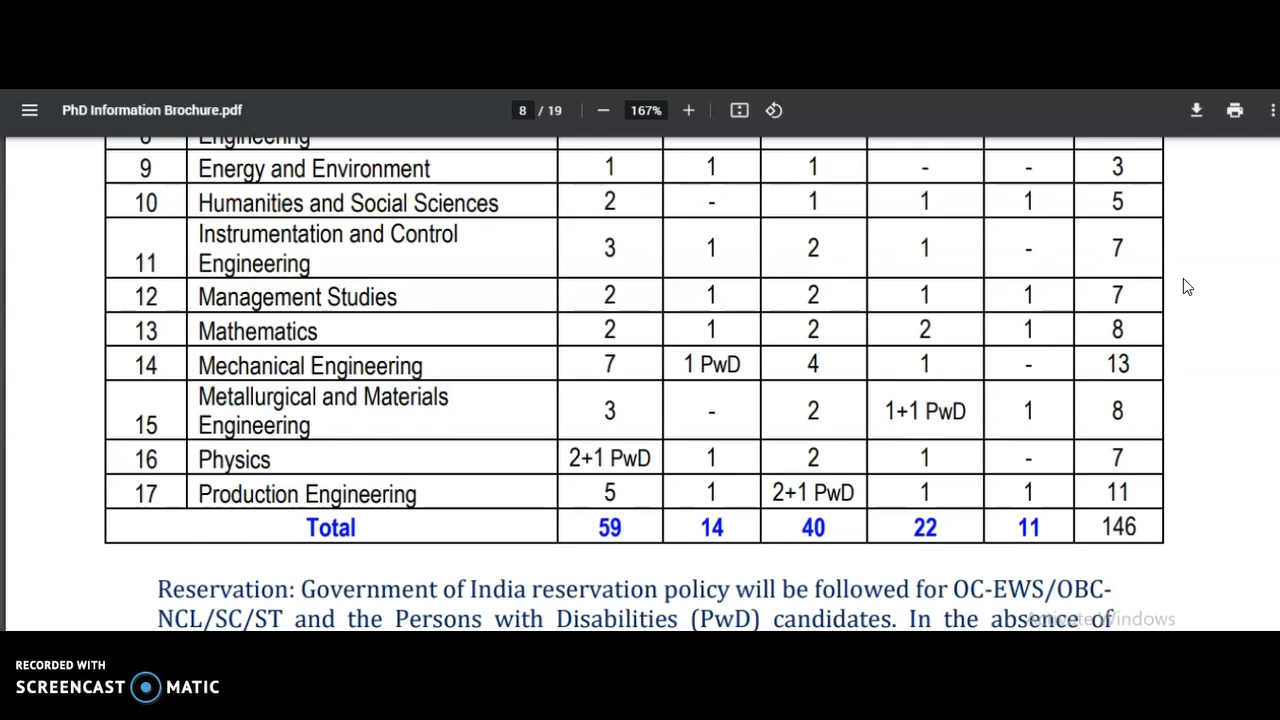 PhD Information Brochure.pdf 8 / 19 167%
8 Engineering
9 Energy and Environment 1 1 1 - - 3
10 Humanities and Social Sciences 2 - 1 1 1 5
Instrumentation and Control
11 Engineering 3 1 2 1 - 7
12 Management Studies 2 1 2 1 1 7
13 Mathematics 2 1 2 2 1 8
14 Mechanical Engineering 7 1 PwD 4 1 - 13
Metallurgical and Materials
15 Engineering 3 - 2 1+1 PwD 1 8
16 Physics 2+1 PwD 1 2 1 - 7
17 Production Engineering 5 1 2+1 PwD 1 1 11
Total 59 14 40 22 11 146
Reservation: Government of India reservation policy will be followed for OC-EWS/OBC-
NCL/SC/ST and the Persons with Disabilities (PwD) candidates. In the absence of
Activate Windows
RECORDED WITH
SCREENCAST MATIC